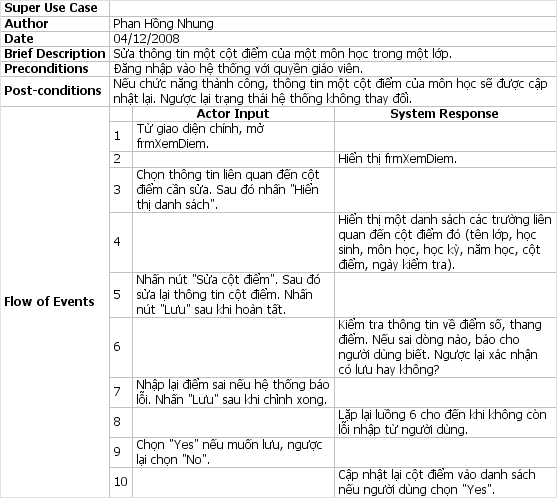 Super Use Case
Author Phan Hồng Nhung
Date 04/12/2008
Brief Description Sửa thông tin một cột điểm của một môn học trong một lớp.
Preconditions Đăng nhập vào hệ thống với quyền giáo viên.
Post-conditions Nếu chức năng thành công, thông tin một cột điểm của môn học sẽ được cập
nhật lại. Ngược lại trạng thái hệ thống không thay đổi.
Flow of Events
Actor Input System Response
1 Từ giao diện chính, mở
frmXemDiem.
2 Hiển thị frmXemDiem.
3 Chọn thông tin liên quan đến cột
điểm cần sửa. Sau đó nhấn "Hiển
thị danh sách".
4 Hiển thị một danh sách các trường liên
quan đến cột điểm đó (tên lớp, học
sinh, môn học, học kỳ, năm học, cột
điểm, ngày kiểm tra).
5 Nhấn nút "Sửa cột điểm". Sau đó
sửa lại thông tin cột điểm. Nhấn
nút "Lưu" sau khi hoàn tất.
6 Kiểm tra thông tin về điểm số, thang
điểm. Nếu sai dòng nào, báo cho
người dùng biết. Ngược lại xác nhận
có lưu hay không?
7 Nhập lại điểm sai nếu hệ thống báo
lỗi. Nhấn "Lưu" sau khi chỉnh xong.
8 Lặp lại luồng 6 cho đến khi không còn
lỗi nhập từ người dùng.
9 Chọn "Yes" nếu muốn lưu, ngược
lại chọn "No".
10 Cập nhật lại cột điểm vào danh sách
nếu người dùng chọn "Yes".